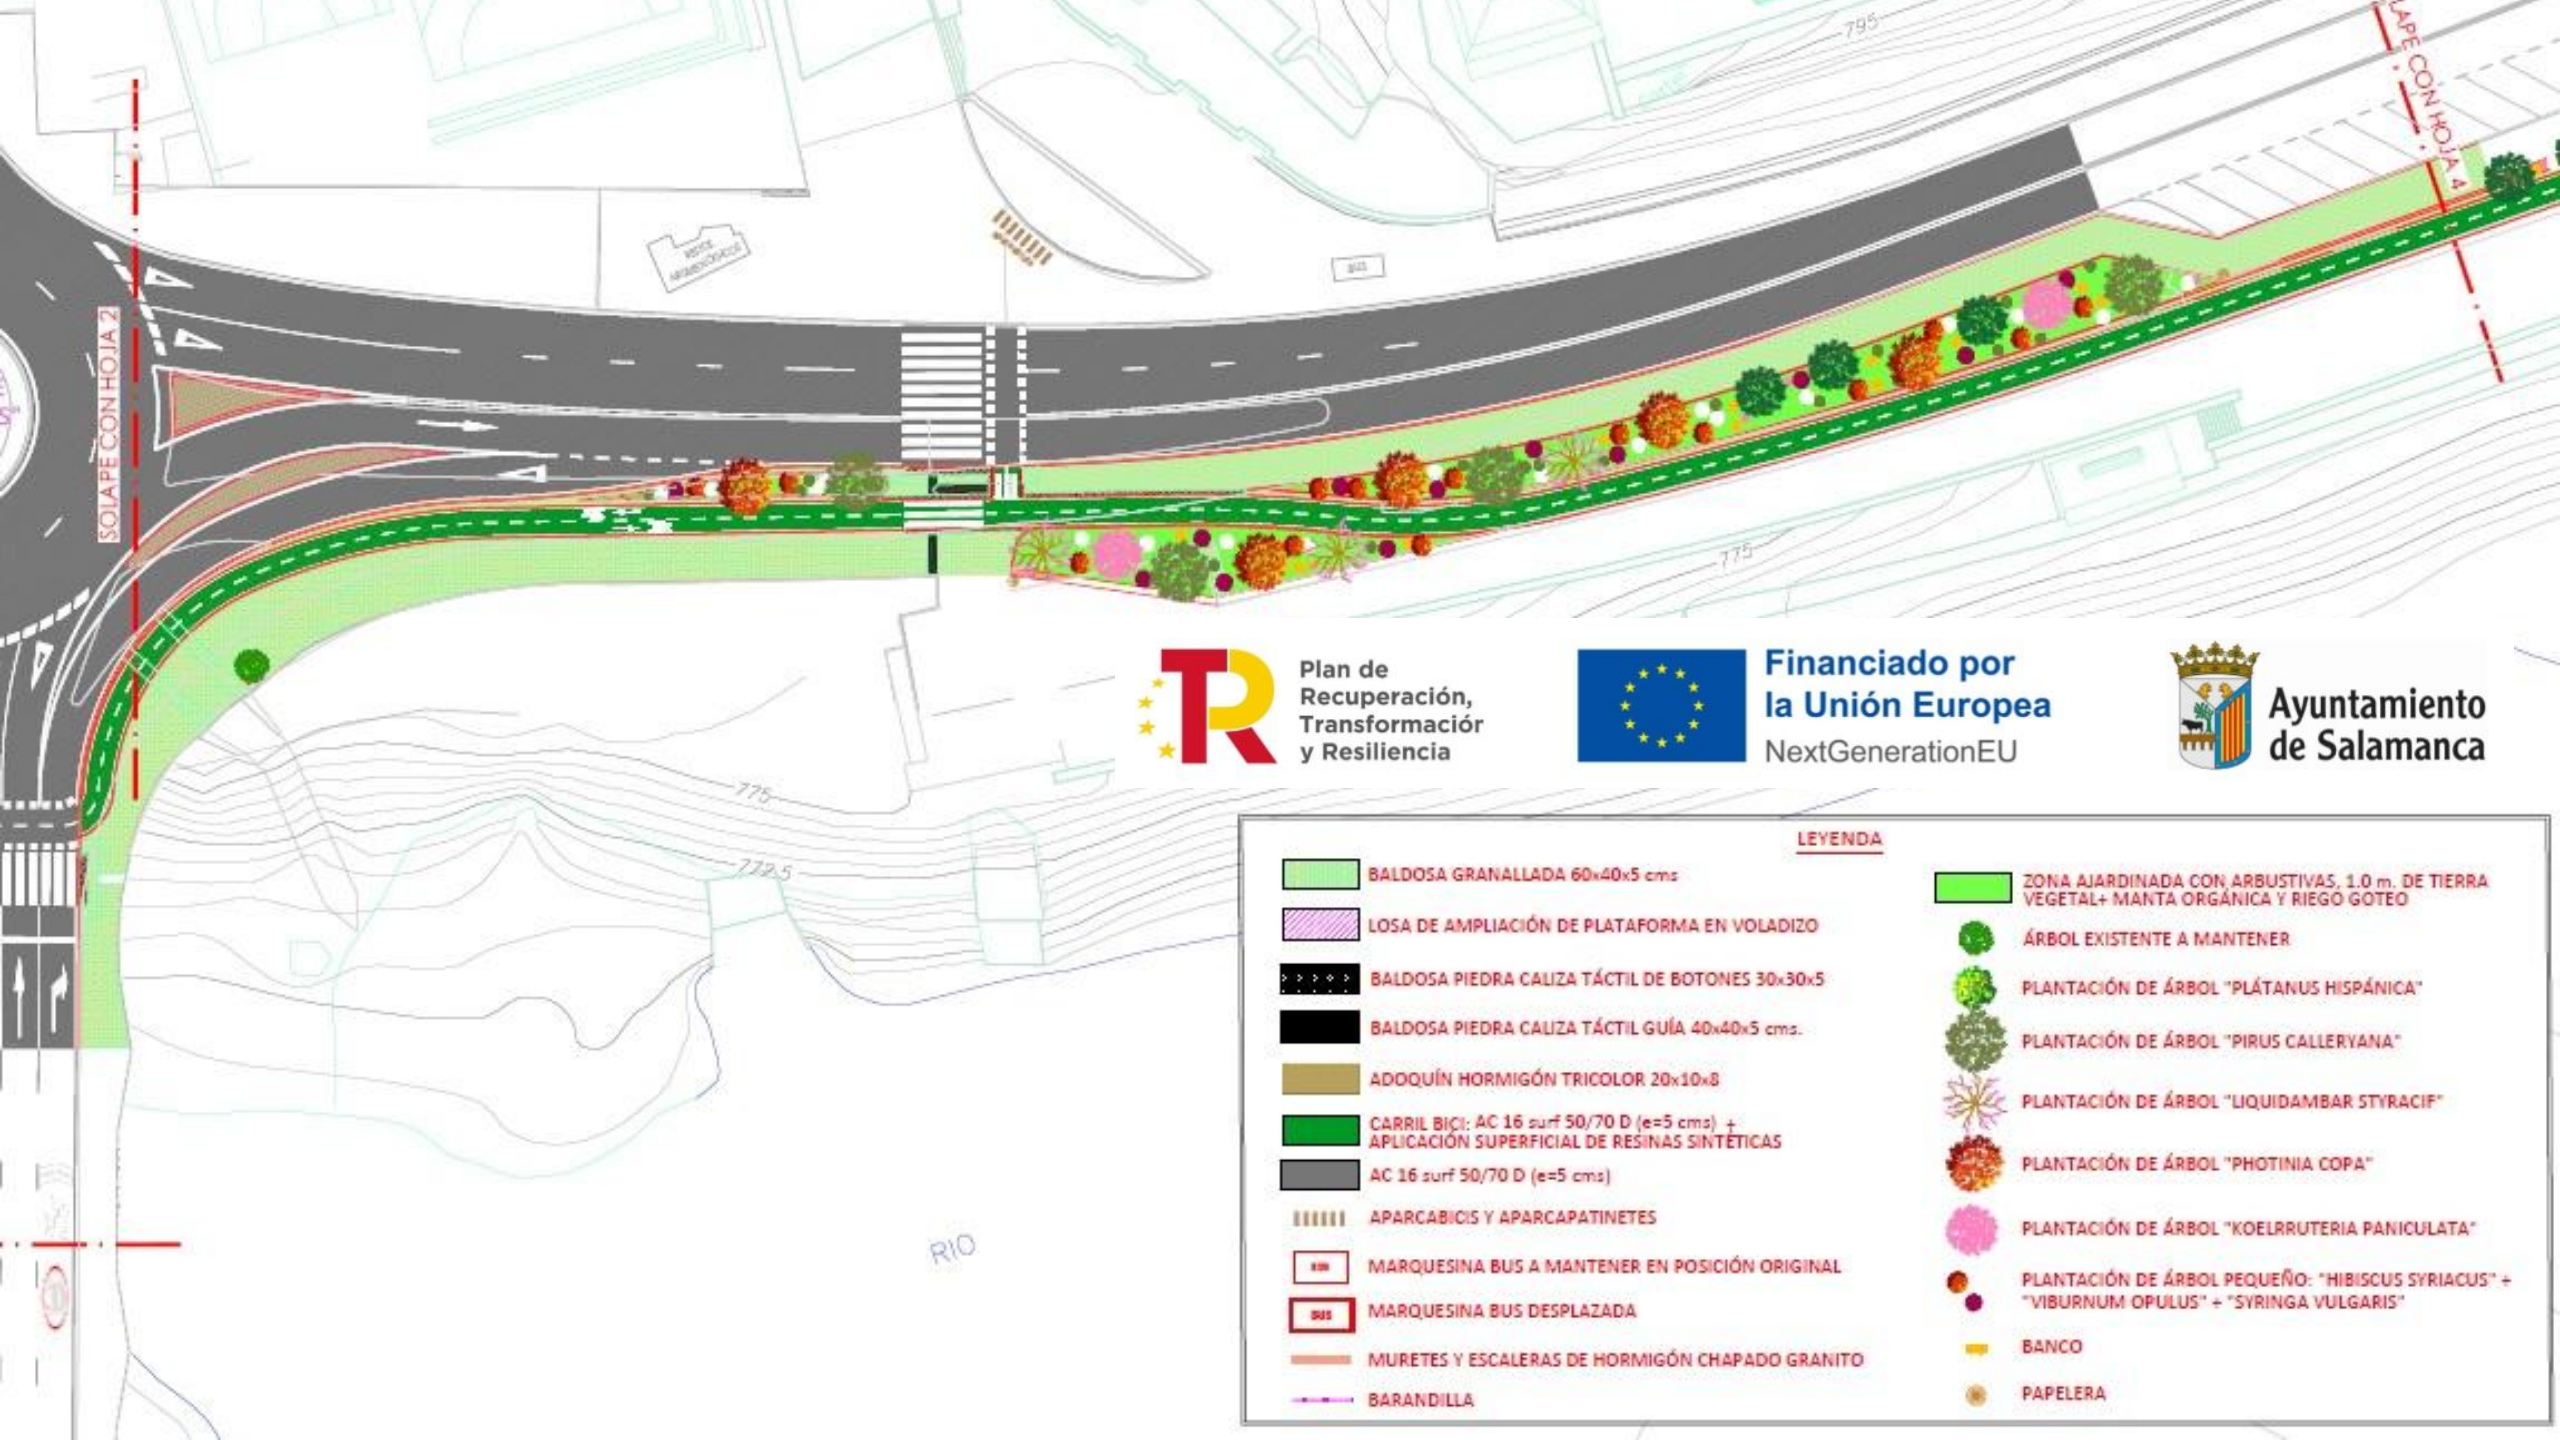 795
SOLAPE CON HOJA 2
LAPE CON HOJA 4
BUS
775
Plan de
Recuperación,
Transformación
y Resiliencia
Financiado por
la Unión Europea
NextGenerationEU
Ayuntamiento
de Salamanca
775
772.5
RIO
LEYENDA
BALDOSA GRANALLADA 60x40x5 cms
LOSA DE AMPLIACIÓN DE PLATAFORMA EN VOLADIZO
BALDOSA PIEDRA CALIZA TÁCTIL DE BOTONES 30x30x5
BALDOSA PIEDRA CALIZA TÁCTIL GUÍA 40x40x5 cms.
ADOQUÍN HORMIGÓN TRICOLOR 20x10x8
CARRIL BICI: AC 16 surf 50/70 D (e=5 cms) +
APLICACIÓN SUPERFICIAL DE RESINAS SINTÉTICAS
AC 16 surf 50/70 D (e=5 cms)
APARCABICIS Y APARCAPATINETES
MARQUESINA BUS A MANTENER EN POSICIÓN ORIGINAL
BUS
MARQUESINA BUS DESPLAZADA
MURETES Y ESCALERAS DE HORMIGÓN CHAPADO GRANITO
BARANDILLA
ZONA AJARDINADA CON ARBUSTIVAS, 1.0 m. DE TIERRA
VEGETAL+ MANTA ORGÁNICA Y RIEGO GOTEO
ÁRBOL EXISTENTE A MANTENER
PLANTACIÓN DE ÁRBOL "PLÁTANUS HISPÁNICA"
PLANTACIÓN DE ÁRBOL "PIRUS CALLERYANA"
PLANTACIÓN DE ÁRBOL "LIQUIDAMBAR STYRACIF"
PLANTACIÓN DE ÁRBOL "PHOTINIA COPA"
PLANTACIÓN DE ÁRBOL "KOELRRUTERIA PANICULATA"
PLANTACIÓN DE ÁRBOL PEQUEÑO: "HIBISCUS SYRIACUS" +
"VIBURNUM OPULUS" + "SYRINGA VULGARIS"
BANCO
PAPELERA